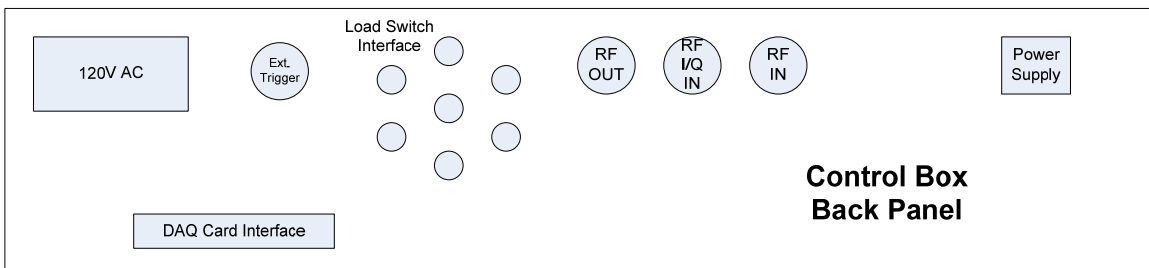 120V AC
Ext.
Trigger
Load Switch
Interface
RF
OUT
RF
I/Q
IN
RF
IN
Power
Supply
Control Box
Back Panel
DAQ Card Interface